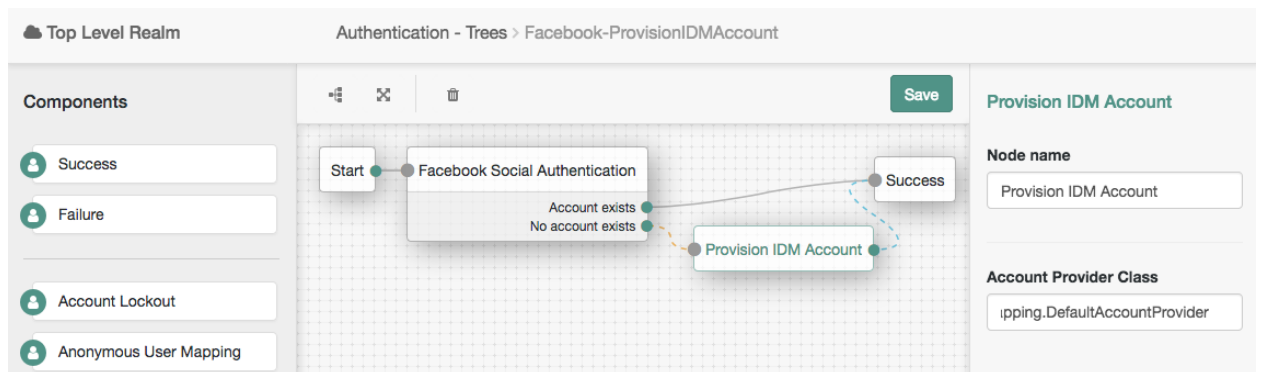 Top Level Realm
Authentication - Trees > Facebook-ProvisionIDMAccount
Components
Success
Failure
Account Lockout
Anonymous User Mapping
Save
Start
Facebook Social Authentication
Account exists
No account exists
Success
Provision IDM Account
Provision IDM Account
Node name
Provision IDM Account
Account Provider Class
pping.DefaultAccountProvider